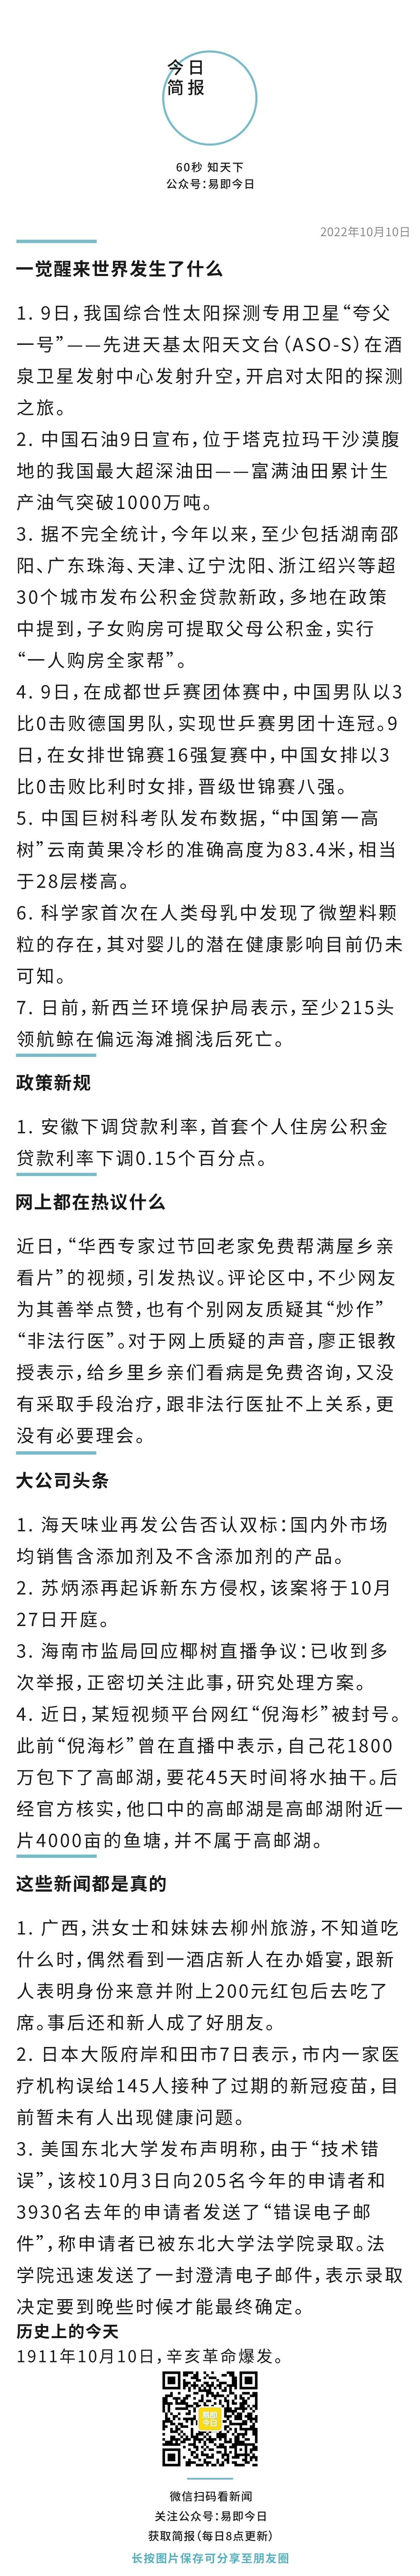 今日
简报
60秒 知天下
公众号：易即今日
2022年10月10日
一觉醒来世界发生了什么
1. 9日，我国综合性太阳探测专用卫星“夸父
一号”——先进天基太阳天文台（ASO-S）在酒
泉卫星发射中心发射升空，开启对太阳的探测
之旅。
2. 中国石油9日宣布，位于塔克拉玛干沙漠腹
地的我国最大超深油田——富满油田累计生
产油气突破1000万吨。
3. 据不完全统计，今年以来，至少包括湖南邵
阳、广东珠海、天津、辽宁沈阳、浙江绍兴等超
30个城市发布公积金贷款新政，多地在政策
中提到，子女购房可提取父母公积金，实行
“一人购房全家帮”。
4. 9日，在成都世乒赛团体赛中，中国男队以3
比0击败德国男队，实现世乒赛男团十连冠。9
日，在女排世锦赛16强复赛中，中国女排以3
比0击败比利时女排，晋级世锦赛八强。
5. 中国巨树科考队发布数据，“中国第一高
树”云南黄果冷杉的准确高度为83.4米，相当
于28层楼高。
6. 科学家首次在人类母乳中发现了微塑料颗
粒的存在，其对婴儿的潜在健康影响目前仍未
可知。
7. 日前，新西兰环境保护局表示，至少215头
领航鲸在偏远海滩搁浅后死亡。
政策新规
1. 安徽下调贷款利率，首套个人住房公积金
贷款利率下调0.15个百分点。
网上都在热议什么
近日，“华西专家过节回老家免费帮满屋乡亲
看片”的视频，引发热议。评论区中，不少网友
为其善举点赞，也有个别网友质疑其“炒作”
“非法行医”。对于网上质疑的声音，廖正银教
授表示，给乡里乡亲们看病是免费咨询，又没
有采取手段治疗，跟非法行医扯不上关系，更
没有必要理会。
大公司头条
1. 海天味业再发公告否认双标：国内外市场
均销售含添加剂及不含添加剂的产品。
2. 苏炳添再起诉新东方侵权，该案将于10月
27日开庭。
3. 海南市监局回应椰树直播争议：已收到多
次举报，正密切关注此事，研究处理方案。
4. 近日，某短视频平台网红“倪海杉”被封号。
此前“倪海杉”曾在直播中表示，自己花1800
万包下了高邮湖，要花45天时间将水抽干。后
经官方核实，他口中的高邮湖是高邮湖附近一
片4000亩的鱼塘，并不属于高邮湖。
这些新闻都是真的
1. 广西，洪女士和妹妹去柳州旅游，不知道吃
什么时，偶然看到一酒店新人在办婚宴，跟新
人表明身份来意并附上200元红包后去吃了
席。事后还和新人成了好朋友。
2. 日本大阪府岸和田市7日表示，市内一家医
疗机构误给145人接种了过期的新冠疫苗，目
前暂未有人出现健康问题。
3. 美国东北大学发布声明称，由于“技术错
误”，该校10月3日向205名今年的申请者和
3930名去年的申请者发送了“错误电子邮
件”，称申请者已被东北大学法学院录取。法
学院迅速发送了一封澄清电子邮件，表示录取
决定要到晚些时候才能最终确定。
历史上的今天
1911年10月10日，辛亥革命爆发。
易即
今日
微信扫码看新闻
关注公众号：易即今日
获取简报（每日8点更新）
长按图片保存可分享至朋友圈